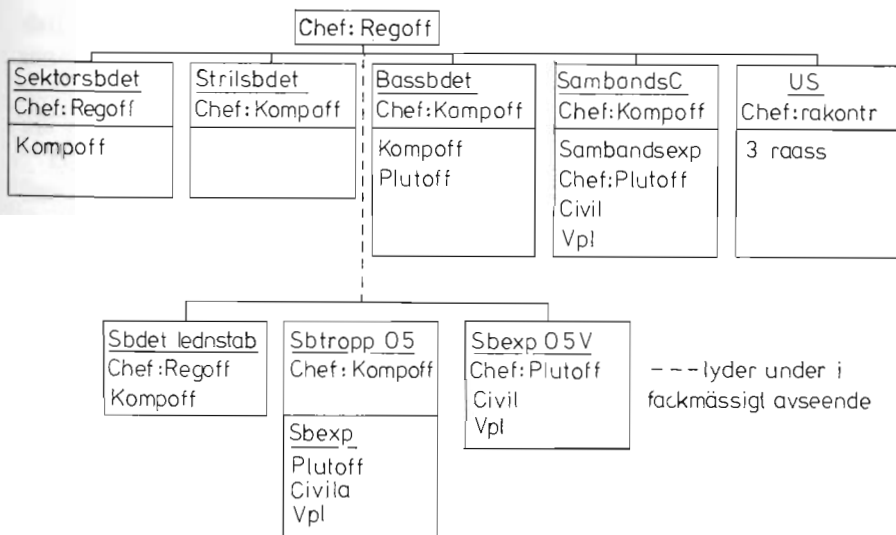 Chef: Regoff
Sektorsbdet
Chef: Regoff
Kompoff
Strilsbdet
Chef: Kompoff
Bassbdet
Chef: Kompoff
Kompoff
Plutoff
SambandsC
Chef: Kompoff
Sambandsexp
Chef: Plutoff
Civil
Vpl
US
Chef: rakontr
3 raass
Sbdet lednstab
Chef: Regoff
Kompoff
Sbtropp 05
Chef: Kompoff
Sbexp
Plutoff
Civila
Vpl
Sbexp 05V
Chef: Plutoff
Civil
Vpl
---lyder under i
fackmässigt avseende